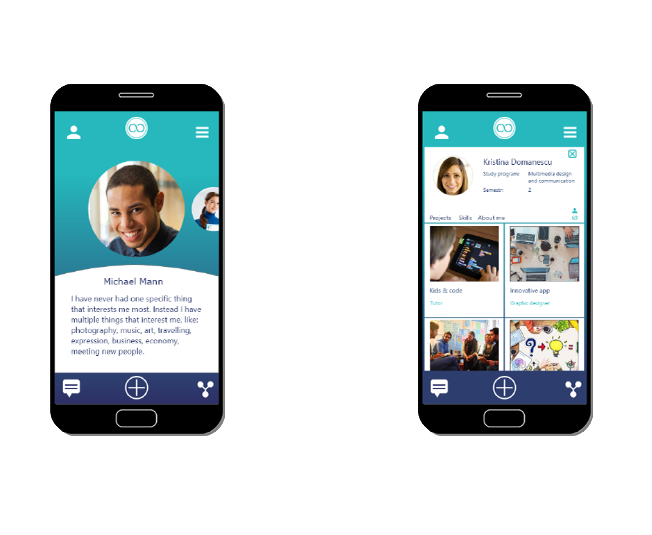 Michael Mann
I have never had one specific thing
that interests me most. Instead I have
multiple things that interest me, like:
photography, music, art, travelling,
expression, business, economy,
meeting new people.
Kristina Domanescu
Study programe Multimedia design
and communication
Semestri 2
Projects Skills About me
Kids & code
Tutor
Innovative app
Graphic designer